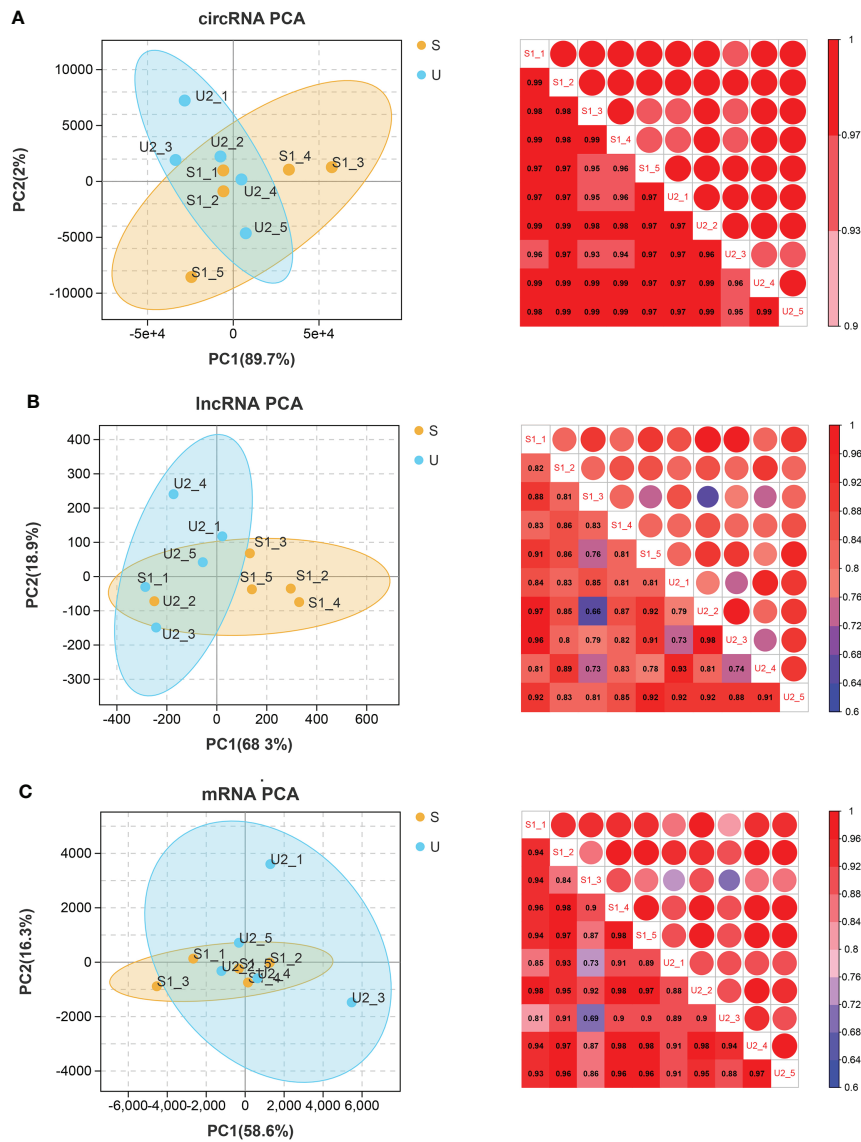 A
circRNA PCA
S
U
10000
5000
0
-5000
-10000
PC2(2%)
U2_1
U2_3
U2_2
S1_4
S1_3
S1_1
U2_4
S1_2
U2_5
S1_5
-5e+4 0 5e+4
PC1(89.7%)
S1_1
0.99 S1_2
0.98 0.98 S1_3
0.99 0.98 0.99 S1_4
0.97 0.97 0.95 0.96 S1_5
0.97 0.97 0.95 0.96 0.97 U2_1
0.99 0.99 0.98 0.98 0.97 0.97 U2_2
0.96 0.97 0.93 0.94 0.97 0.97 0.96 U2_3
0.99 0.99 0.99 0.99 0.97 0.97 0.99 0.96 U2_4
0.98 0.99 0.99 0.99 0.97 0.97 0.99 0.95 0.99 U2_5
1
0.97
0.93
0.9
B
lncRNA PCA
S
U
400
300
200
100
0
-100
-200
-300
PC2(18.9%)
U2_4
U2_1
S1_3
U2_5
S1_1
S1_5
S1_2
U2_2
S1_4
U2_3
-400 -200 0 200 400 600
PC1(68 3%)
S1_1
0.82 S1_2
0.88 0.81 S1_3
0.83 0.86 0.83 S1_4
0.91 0.86 0.76 0.81 S1_5
0.84 0.83 0.85 0.81 0.81 U2_1
0.97 0.85 0.66 0.87 0.92 0.79 U2_2
0.96 0.8 0.79 0.82 0.91 0.73 0.98 U2_3
0.81 0.89 0.73 0.83 0.78 0.93 0.81 0.74 U2_4
0.92 0.83 0.81 0.85 0.92 0.92 0.92 0.88 0.91 U2_5
1
0.96
0.92
0.88
0.84
0.8
0.76
0.72
0.68
0.64
0.6
C
mRNA PCA
S
U
4000
2000
0
-2000
-4000
PC2(16.3%)
U2_1
U2_5
S1_1
S1_2
S1_5
U2_2
U2_4
S1_4
S1_3
U2_3
-6,000 -4,000 -2,000 0 2,000 4,000 6,000
PC1(58.6%)
S1_1
0.94 S1_2
0.94 0.84 S1_3
0.96 0.98 0.9 S1_4
0.94 0.97 0.87 0.98 S1_5
0.85 0.93 0.73 0.91 0.89 U2_1
0.98 0.95 0.92 0.98 0.97 0.88 U2_2
0.81 0.91 0.69 0.9 0.9 0.89 0.9 U2_3
0.94 0.97 0.87 0.98 0.98 0.91 0.98 0.94 U2_4
0.93 0.96 0.86 0.96 0.96 0.91 0.95 0.88 0.97 U2_5
1
0.96
0.92
0.88
0.84
0.8
0.76
0.72
0.68
0.64
0.6